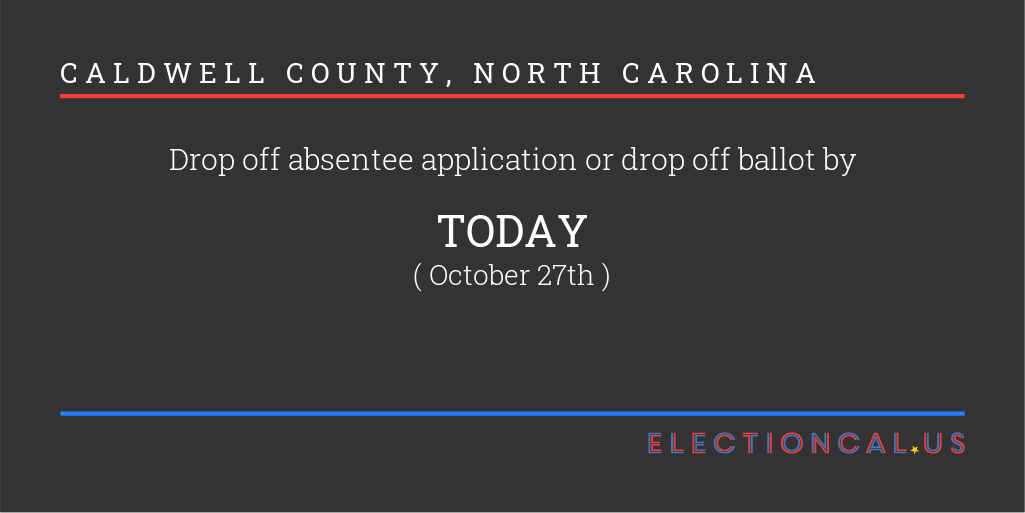 CALDWELL COUNTY, NORTH CAROLINA
Drop off absentee application or drop off ballot by
TODAY
( October 27th )
ELECTIONCAL.US